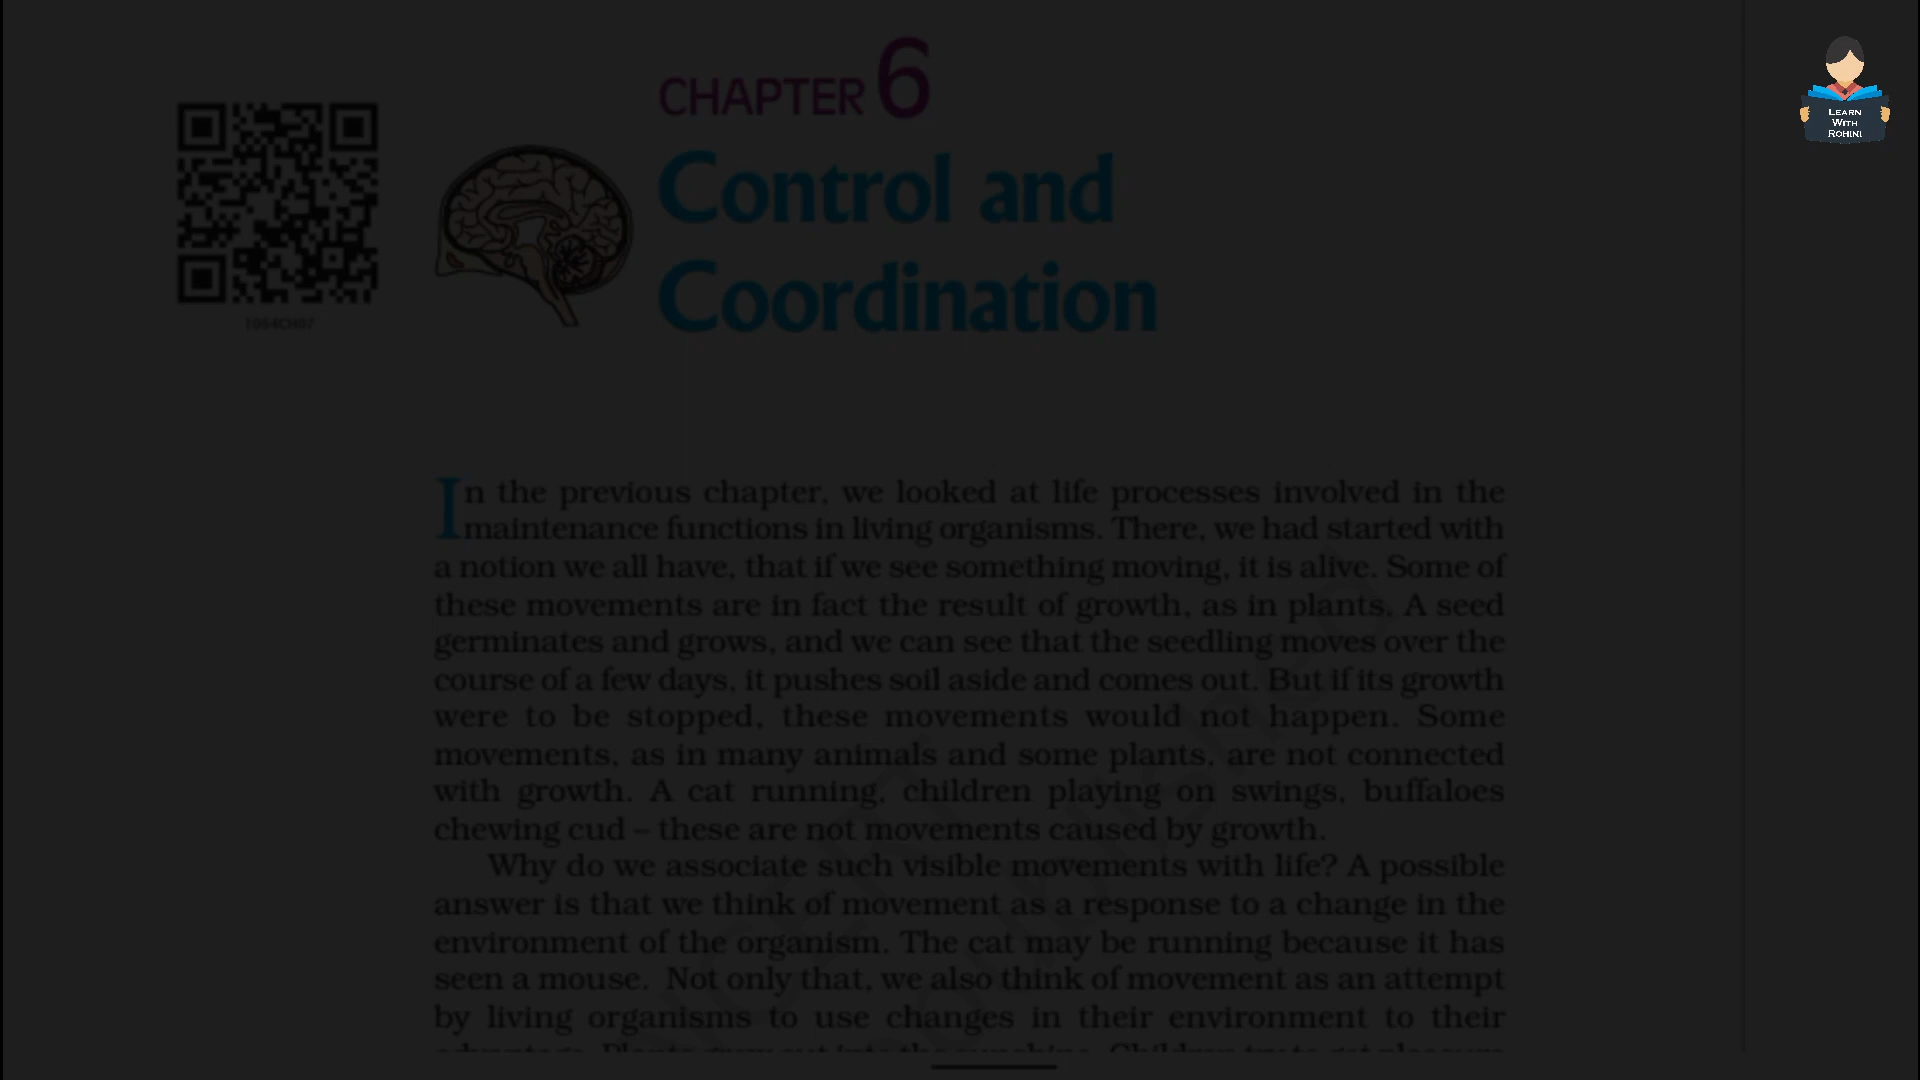 CHAPTER 6
Control and
Coordination
1064CH07
LEARN
WITH
ROHINI
In the previous chapter, we looked at life processes involved in the
maintenance functions in living organisms. There, we had started with
a notion we all have, that if we see something moving, it is alive. Some of
these movements are in fact the result of growth, as in plants. A seed
germinates and grows, and we can see that the seedling moves over the
course of a few days, it pushes soil aside and comes out. But if its growth
were to be stopped, these movements would not happen. Some
movements, as in many animals and some plants, are not connected
with growth. A cat running, children playing on swings, buffaloes
chewing cud – these are not movements caused by growth.
Why do we associate such visible movements with life? A possible
answer is that we think of movement as a response to a change in the
environment of the organism. The cat may be running because it has
seen a mouse. Not only that, we also think of movement as an attempt
by living organisms to use changes in their environment to their